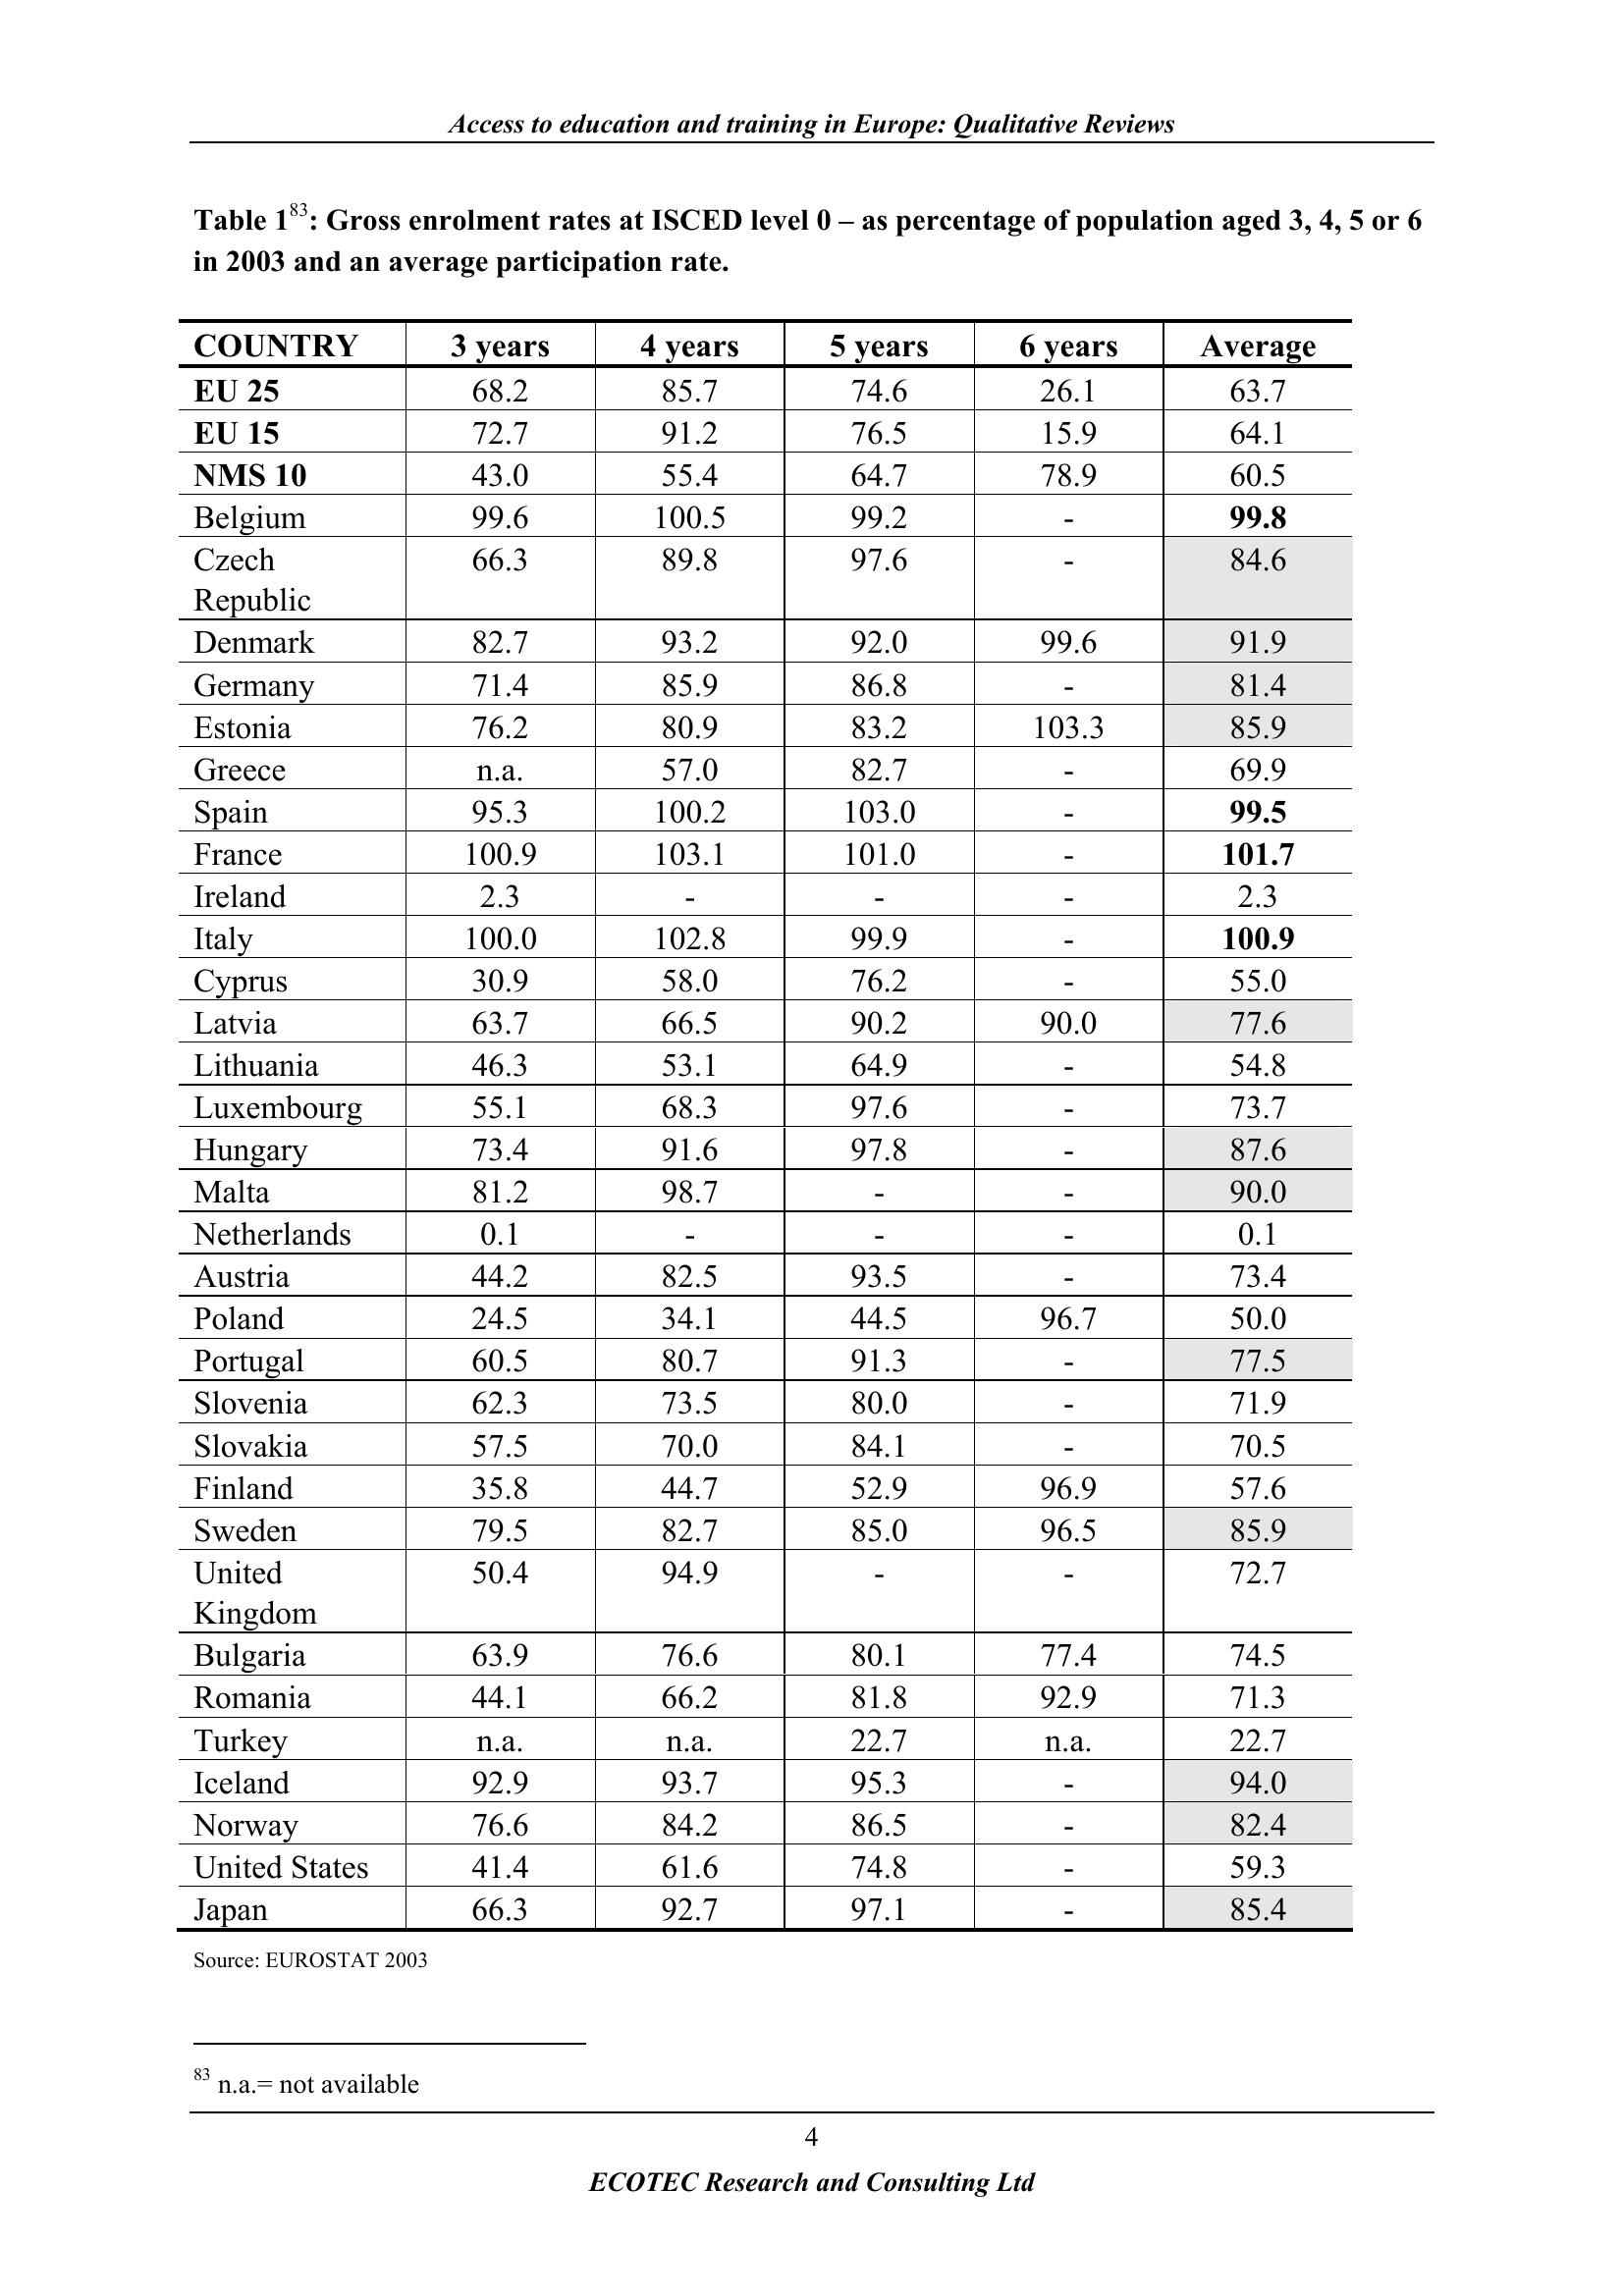 Access to education and training in Europe: Qualitative Reviews
Table 183: Gross enrolment rates at ISCED level 0 – as percentage of population aged 3, 4, 5 or 6
in 2003 and an average participation rate.
COUNTRY 3 years 4 years 5 years 6 years Average
EU 25 68.2 85.7 74.6 26.1 63.7
EU 15 72.7 91.2 76.5 15.9 64.1
NMS 10 43.0 55.4 64.7 78.9 60.5
Belgium 99.6 100.5 99.2 - 99.8
Czech 66.3 89.8 97.6 - 84.6
Republic
Denmark 82.7 93.2 92.0 99.6 91.9
Germany 71.4 85.9 86.8 - 81.4
Estonia 76.2 80.9 83.2 103.3 85.9
Greece n.a. 57.0 82.7 - 69.9
Spain 95.3 100.2 103.0 - 99.5
France 100.9 103.1 101.0 - 101.7
Ireland 2.3 - - - 2.3
Italy 100.0 102.8 99.9 - 100.9
Cyprus 30.9 58.0 76.2 - 55.0
Latvia 63.7 66.5 90.2 90.0 77.6
Lithuania 46.3 53.1 64.9 - 54.8
Luxembourg 55.1 68.3 97.6 - 73.7
Hungary 73.4 91.6 97.8 - 87.6
Malta 81.2 98.7 - - 90.0
Netherlands 0.1 - - - 0.1
Austria 44.2 82.5 93.5 - 73.4
Poland 24.5 34.1 44.5 96.7 50.0
Portugal 60.5 80.7 91.3 - 77.5
Slovenia 62.3 73.5 80.0 - 71.9
Slovakia 57.5 70.0 84.1 - 70.5
Finland 35.8 44.7 52.9 96.9 57.6
Sweden 79.5 82.7 85.0 96.5 85.9
United 50.4 94.9 - - 72.7
Kingdom
Bulgaria 63.9 76.6 80.1 77.4 74.5
Romania 44.1 66.2 81.8 92.9 71.3
Turkey n.a. n.a. 22.7 n.a. 22.7
Iceland 92.9 93.7 95.3 - 94.0
Norway 76.6 84.2 86.5 - 82.4
United States 41.4 61.6 74.8 - 59.3
Japan 66.3 92.7 97.1 - 85.4
Source: EUROSTAT 2003
83 n.a.= not available
4
ECOTEC Research and Consulting Ltd